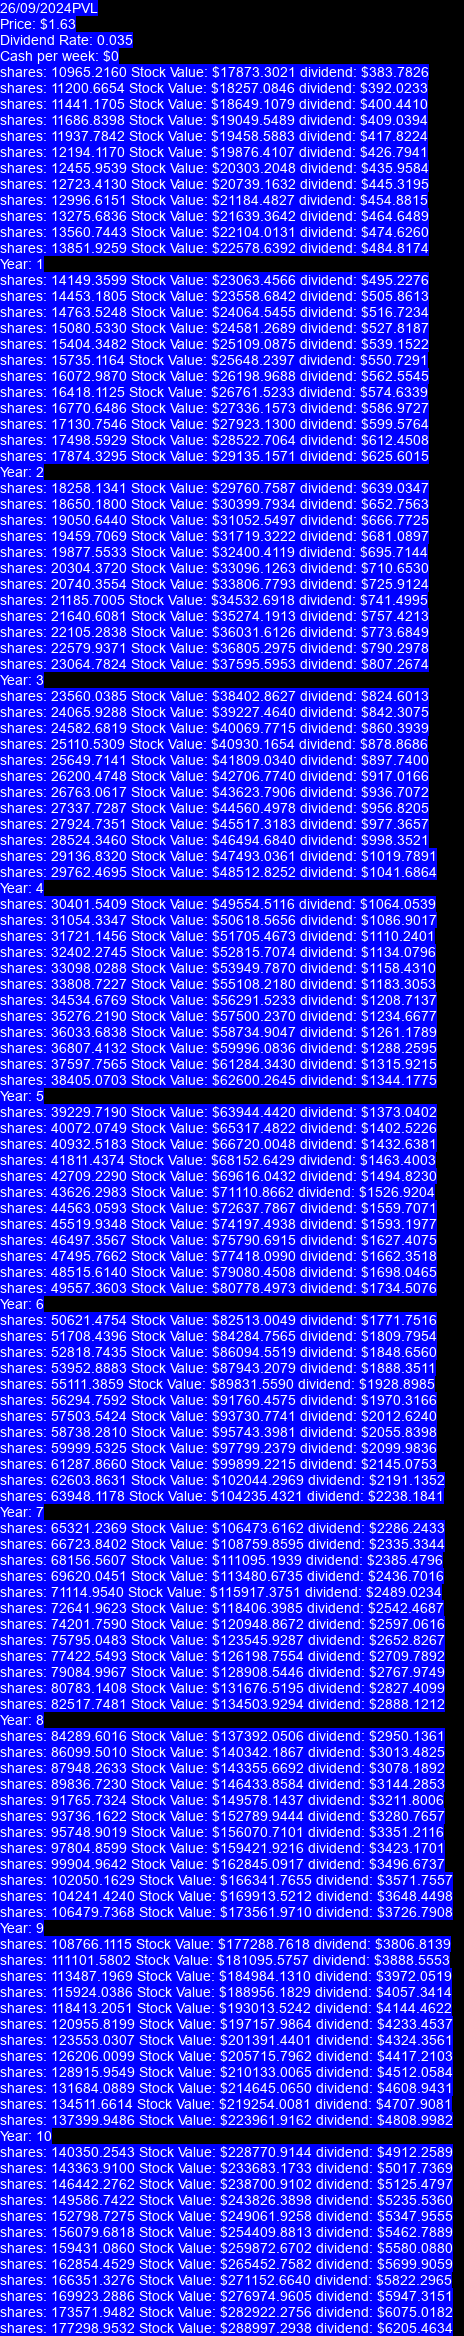 26/09/2024PVL
Price: $1.63
Dividend Rate: 0.035
Cash per week: $0
shares: 10965.2160 Stock Value: $17873.3021 dividend: $383.7826
shares: 11200.6654 Stock Value: $18257.0846 dividend: $392.0233
shares: 11441.1705 Stock Value: $18649.1079 dividend: $400.4410
shares: 11686.8398 Stock Value: $19049.5489 dividend: $409.0394
shares: 11937.7842 Stock Value: $19458.5883 dividend: $417.8224
shares: 12194.1170 Stock Value: $19876.4107 dividend: $426.7941
shares: 12455.9539 Stock Value: $20303.2048 dividend: $435.9584
shares: 12723.4130 Stock Value: $20739.1632 dividend: $445.3195
shares: 12996.6151 Stock Value: $21184.4827 dividend: $454.8815
shares: 13275.6836 Stock Value: $21639.3642 dividend: $464.6489
shares: 13560.7443 Stock Value: $22104.0131 dividend: $474.6260
shares: 13851.9259 Stock Value: $22578.6392 dividend: $484.8174
Year: 1
shares: 14149.3599 Stock Value: $23063.4566 dividend: $495.2276
shares: 14453.1805 Stock Value: $23558.6842 dividend: $505.8613
shares: 14763.5248 Stock Value: $24064.5455 dividend: $516.7234
shares: 15080.5330 Stock Value: $24581.2689 dividend: $527.8187
shares: 15404.3482 Stock Value: $25109.0875 dividend: $539.1522
shares: 15735.1164 Stock Value: $25648.2397 dividend: $550.7291
shares: 16072.9870 Stock Value: $26198.9688 dividend: $562.5545
shares: 16418.1125 Stock Value: $26761.5233 dividend: $574.6339
shares: 16770.6486 Stock Value: $27336.1573 dividend: $586.9727
shares: 17130.7546 Stock Value: $27923.1300 dividend: $599.5764
shares: 17498.5929 Stock Value: $28522.7064 dividend: $612.4508
shares: 17874.3295 Stock Value: $29135.1571 dividend: $625.6015
Year: 2
shares: 18258.1341 Stock Value: $29760.7587 dividend: $639.0347
shares: 18650.1800 Stock Value: $30399.7934 dividend: $652.7563
shares: 19050.6440 Stock Value: $31052.5497 dividend: $666.7725
shares: 19459.7069 Stock Value: $31719.3222 dividend: $681.0897
shares: 19877.5533 Stock Value: $32400.4119 dividend: $695.7144
shares: 20304.3720 Stock Value: $33096.1263 dividend: $710.6530
shares: 20740.3554 Stock Value: $33806.7793 dividend: $725.9124
shares: 21185.7005 Stock Value: $34532.6918 dividend: $741.4995
shares: 21640.6081 Stock Value: $35274.1913 dividend: $757.4213
shares: 22105.2838 Stock Value: $36031.6126 dividend: $773.6849
shares: 22579.9371 Stock Value: $36805.2975 dividend: $790.2978
shares: 23064.7824 Stock Value: $37595.5953 dividend: $807.2674
Year: 3
shares: 23560.0385 Stock Value: $38402.8627 dividend: $824.6013
shares: 24065.9288 Stock Value: $39227.4640 dividend: $842.3075
shares: 24582.6819 Stock Value: $40069.7715 dividend: $860.3939
shares: 25110.5309 Stock Value: $40930.1654 dividend: $878.8686
shares: 25649.7141 Stock Value: $41809.0340 dividend: $897.7400
shares: 26200.4748 Stock Value: $42706.7740 dividend: $917.0166
shares: 26763.0617 Stock Value: $43623.7906 dividend: $936.7072
shares: 27337.7287 Stock Value: $44560.4978 dividend: $956.8205
shares: 27924.7351 Stock Value: $45517.3183 dividend: $977.3657
shares: 28524.3460 Stock Value: $46494.6840 dividend: $998.3521
shares: 29136.8320 Stock Value: $47493.0361 dividend: $1019.7891
shares: 29762.4695 Stock Value: $48512.8252 dividend: $1041.6864
Year: 4
shares: 30401.5409 Stock Value: $49554.5116 dividend: $1064.0539
shares: 31054.3347 Stock Value: $50618.5656 dividend: $1086.9017
shares: 31721.1456 Stock Value: $51705.4673 dividend: $1110.2401
shares: 32402.2745 Stock Value: $52815.7074 dividend: $1134.0796
shares: 33098.0288 Stock Value: $53949.7870 dividend: $1158.4310
shares: 33808.7227 Stock Value: $55108.2180 dividend: $1183.3053
shares: 34534.6769 Stock Value: $56291.5233 dividend: $1208.7137
shares: 35276.2190 Stock Value: $57500.2370 dividend: $1234.6677
shares: 36033.6838 Stock Value: $58734.9047 dividend: $1261.1789
shares: 36807.4132 Stock Value: $59996.0836 dividend: $1288.2595
shares: 37597.7565 Stock Value: $61284.3430 dividend: $1315.9215
shares: 38405.0703 Stock Value: $62600.2645 dividend: $1344.1775
Year: 5
shares: 39229.7190 Stock Value: $63944.4420 dividend: $1373.0402
shares: 40072.0749 Stock Value: $65317.4822 dividend: $1402.5226
shares: 40932.5183 Stock Value: $66720.0048 dividend: $1432.6381
shares: 41811.4374 Stock Value: $68152.6429 dividend: $1463.4003
shares: 42709.2290 Stock Value: $69616.0432 dividend: $1494.8230
shares: 43626.2983 Stock Value: $71110.8662 dividend: $1526.9204
shares: 44563.0593 Stock Value: $72637.7867 dividend: $1559.7071
shares: 45519.9348 Stock Value: $74197.4938 dividend: $1593.1977
shares: 46497.3567 Stock Value: $75790.6915 dividend: $1627.4075
shares: 47495.7662 Stock Value: $77418.0990 dividend: $1662.3518
shares: 48515.6140 Stock Value: $79080.4508 dividend: $1698.0465
shares: 49557.3603 Stock Value: $80778.4973 dividend: $1734.5076
Year: 6
shares: 50621.4754 Stock Value: $82513.0049 dividend: $1771.7516
shares: 51708.4396 Stock Value: $84284.7565 dividend: $1809.7954
shares: 52818.7435 Stock Value: $86094.5519 dividend: $1848.6560
shares: 53952.8883 Stock Value: $87943.2079 dividend: $1888.3511
shares: 55111.3859 Stock Value: $89831.5590 dividend: $1928.8985
shares: 56294.7592 Stock Value: $91760.4575 dividend: $1970.3166
shares: 57503.5424 Stock Value: $93730.7741 dividend: $2012.6240
shares: 58738.2810 Stock Value: $95743.3981 dividend: $2055.8398
shares: 59999.5325 Stock Value: $97799.2379 dividend: $2099.9836
shares: 61287.8660 Stock Value: $99899.2215 dividend: $2145.0753
shares: 62603.8631 Stock Value: $102044.2969 dividend: $2191.1352
shares: 63948.1178 Stock Value: $104235.4321 dividend: $2238.1841
Year: 7
shares: 65321.2369 Stock Value: $106473.6162 dividend: $2286.2433
shares: 66723.8402 Stock Value: $108759.8595 dividend: $2335.3344
shares: 68156.5607 Stock Value: $111095.1939 dividend: $2385.4796
shares: 69620.0451 Stock Value: $113480.6735 dividend: $2436.7016
shares: 71114.9540 Stock Value: $115917.3751 dividend: $2489.0234
shares: 72641.9623 Stock Value: $118406.3985 dividend: $2542.4687
shares: 74201.7590 Stock Value: $120948.8672 dividend: $2597.0616
shares: 75795.0483 Stock Value: $123545.9287 dividend: $2652.8267
shares: 77422.5493 Stock Value: $126198.7554 dividend: $2709.7892
shares: 79084.9967 Stock Value: $128908.5446 dividend: $2767.9749
shares: 80783.1408 Stock Value: $131676.5195 dividend: $2827.4099
shares: 82517.7481 Stock Value: $134503.9294 dividend: $2888.1212
Year: 8
shares: 84289.6016 Stock Value: $137392.0506 dividend: $2950.1361
shares: 86099.5010 Stock Value: $140342.1867 dividend: $3013.4825
shares: 87948.2633 Stock Value: $143355.6692 dividend: $3078.1892
shares: 89836.7230 Stock Value: $146433.8584 dividend: $3144.2853
shares: 91765.7324 Stock Value: $149578.1437 dividend: $3211.8006
shares: 93736.1622 Stock Value: $152789.9444 dividend: $3280.7657
shares: 95748.9019 Stock Value: $156070.7101 dividend: $3351.2116
shares: 97804.8599 Stock Value: $159421.9216 dividend: $3423.1701
shares: 99904.9642 Stock Value: $162845.0917 dividend: $3496.6737
shares: 102050.1629 Stock Value: $166341.7655 dividend: $3571.7557
shares: 104241.4240 Stock Value: $169913.5212 dividend: $3648.4498
shares: 106479.7368 Stock Value: $173561.9710 dividend: $3726.7908
Year: 9
shares: 108766.1115 Stock Value: $177288.7618 dividend: $3806.8139
shares: 111101.5802 Stock Value: $181095.5757 dividend: $3888.5553
shares: 113487.1969 Stock Value: $184984.1310 dividend: $3972.0519
shares: 115924.0386 Stock Value: $188956.1829 dividend: $4057.3414
shares: 118413.2051 Stock Value: $193013.5242 dividend: $4144.4622
shares: 120955.8199 Stock Value: $197157.9864 dividend: $4233.4537
shares: 123553.0307 Stock Value: $201391.4401 dividend: $4324.3561
shares: 126206.0099 Stock Value: $205715.7962 dividend: $4417.2103
shares: 128915.9549 Stock Value: $210133.0065 dividend: $4512.0584
shares: 131684.0889 Stock Value: $214645.0650 dividend: $4608.9431
shares: 134511.6614 Stock Value: $219254.0081 dividend: $4707.9081
shares: 137399.9486 Stock Value: $223961.9162 dividend: $4808.9982
Year: 10
shares: 140350.2543 Stock Value: $228770.9144 dividend: $4912.2589
shares: 143363.9100 Stock Value: $233683.1733 dividend: $5017.7369
shares: 146442.2762 Stock Value: $238700.9102 dividend: $5125.4797
shares: 149586.7422 Stock Value: $243826.3898 dividend: $5235.5360
shares: 152798.7275 Stock Value: $249061.9258 dividend: $5347.9555
shares: 156079.6818 Stock Value: $254409.8813 dividend: $5462.7889
shares: 159431.0860 Stock Value: $259872.6702 dividend: $5580.0880
shares: 162854.4529 Stock Value: $265452.7582 dividend: $5699.9059
shares: 166351.3276 Stock Value: $271152.6640 dividend: $5822.2965
shares: 169923.2886 Stock Value: $276974.9605 dividend: $5947.3151
shares: 173571.9482 Stock Value: $282922.2756 dividend: $6075.0182
shares: 177298.9532 Stock Value: $288997.2938 dividend: $6205.4634